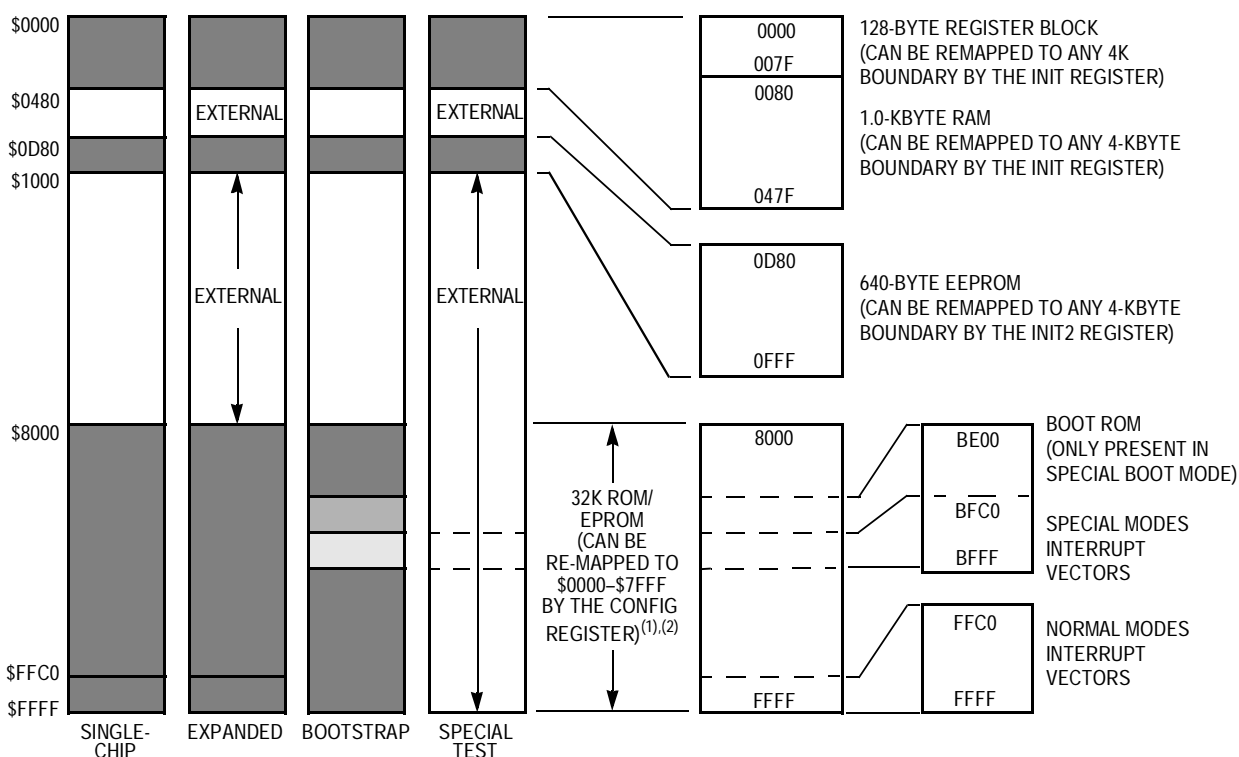 $0000
$0480
$0D80
$1000
$8000
$FFC0
$FFFF
EXTERNAL
EXTERNAL
EXTERNAL
EXTERNAL
SINGLE-
CHIP
EXPANDED
BOOTSTRAP
SPECIAL
TEST
0000
007F
0080
047F
128-BYTE REGISTER BLOCK
(CAN BE REMAPPED TO ANY 4K
BOUNDARY BY THE INIT REGISTER)
1.0-KBYTE RAM
(CAN BE REMAPPED TO ANY 4-KBYTE
BOUNDARY BY THE INIT REGISTER)
0D80
0FFF
640-BYTE EEPROM
(CAN BE REMAPPED TO ANY 4-KBYTE
BOUNDARY BY THE INIT2 REGISTER)
32K ROM/
EPROM
(CAN BE
RE-MAPPED TO
$0000–$7FFF
BY THE CONFIG
REGISTER)(1),(2)
8000
FFFF
BE00
BFC0
BFFF
BOOT ROM
(ONLY PRESENT IN
SPECIAL BOOT MODE)
SPECIAL MODES
INTERRUPT
VECTORS
FFC0
FFFF
NORMAL MODES
INTERRUPT
VECTORS